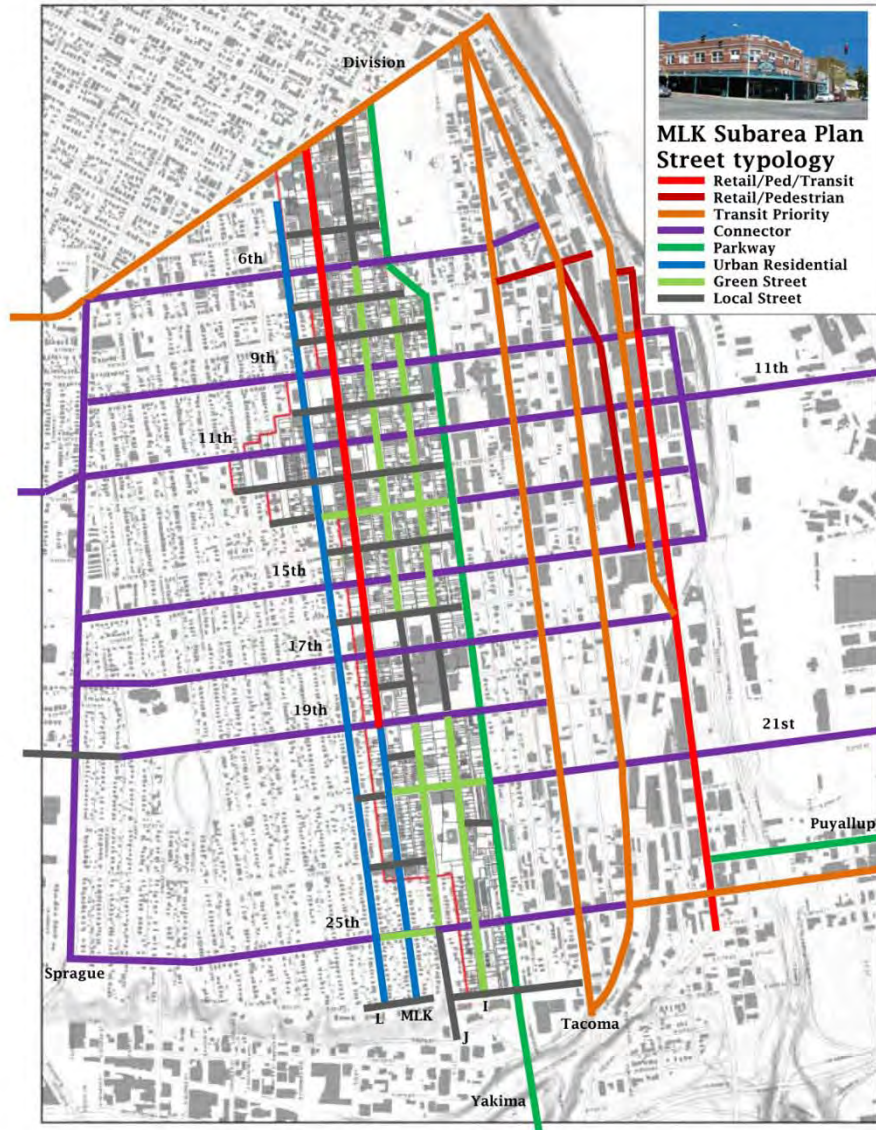 MLK Subarea Plan
Street typology
Retail/Ped/Transit
Retail/Pedestrian
Transit Priority
Connector
Parkway
Urban Residential
Green Street
Local Street
Division
6th
9th
11th
11th
15th
17th
19th
21st
Puyallup
25th
Sprague
L
MLK
I
J
Tacoma
Yakima